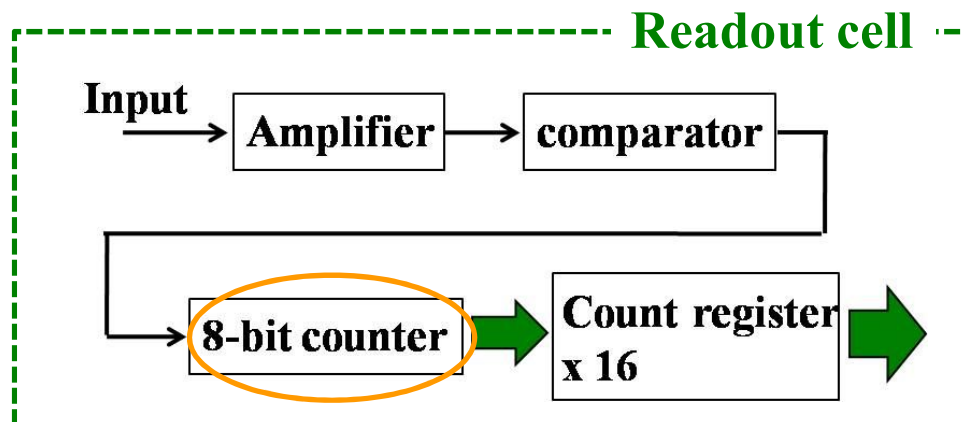 Readout cell
Input
Amplifier
comparator
8-bit counter
Count register
x 16